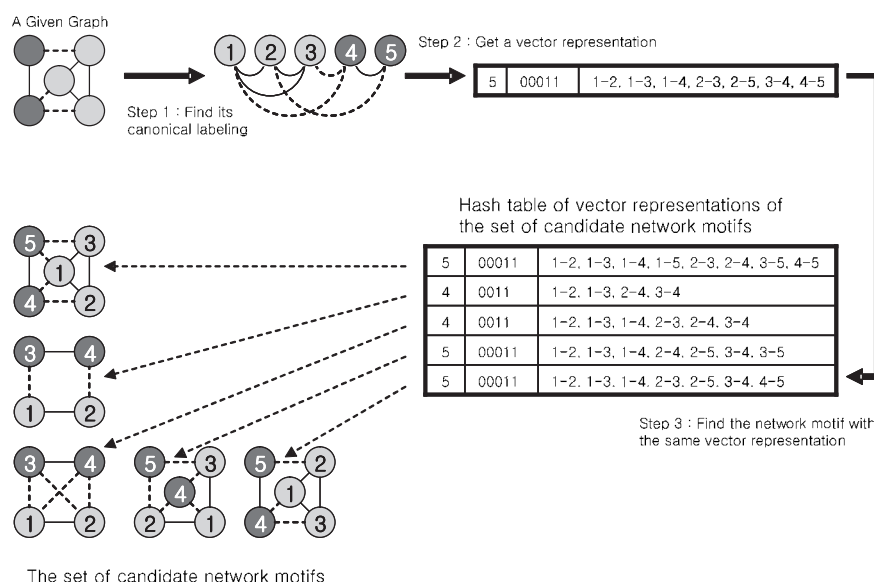 A Given Graph
1 2 3 4 5
Step 1 : Find its
canonical labeling
Step 2 : Get a vector representation
5 00011 1-2, 1-3, 1-4, 2-3, 2-5, 3-4, 4-5
Hash table of vector representations of
the set of candidate network motifs
5 00011 1-2, 1-3, 1-4, 1-5, 2-3, 2-4, 3-5, 4-5
4 0011 1-2, 1-3, 2-4, 3-4
4 0011 1-2, 1-3, 1-4, 2-3, 2-4, 3-4
5 00011 1-2, 1-3, 1-4, 2-4, 2-5, 3-4, 3-5
5 00011 1-2, 1-3, 1-4, 2-3, 2-5, 3-4, 4-5
Step 3 : Find the network motif with
the same vector representation
5 3
1
4 2
3 4
1 2
3 4
1 2
5 3
4
2 1
5 2
1
4 3
The set of candidate network motifs